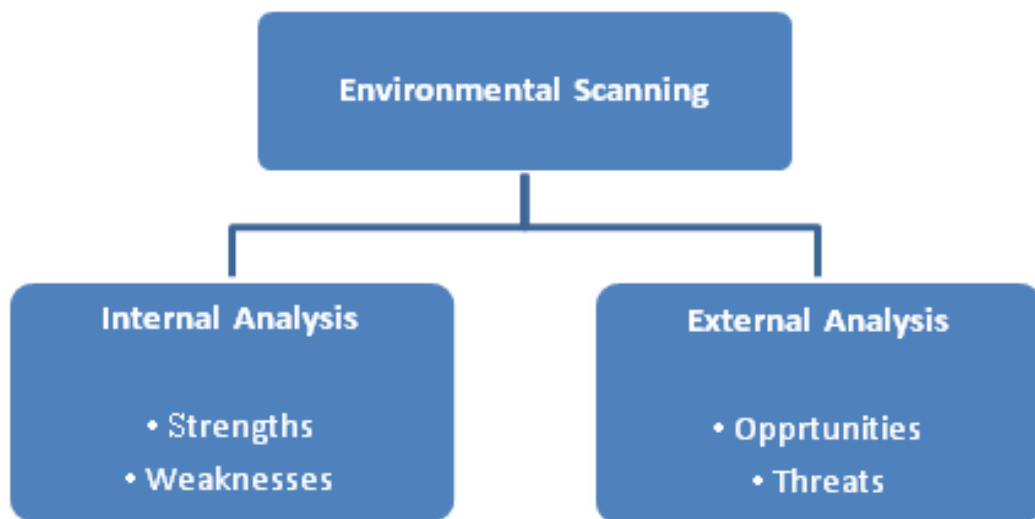 Environmental Scanning
Internal Analysis
• Strengths
• Weaknesses
External Analysis
• Opprtunities
• Threats